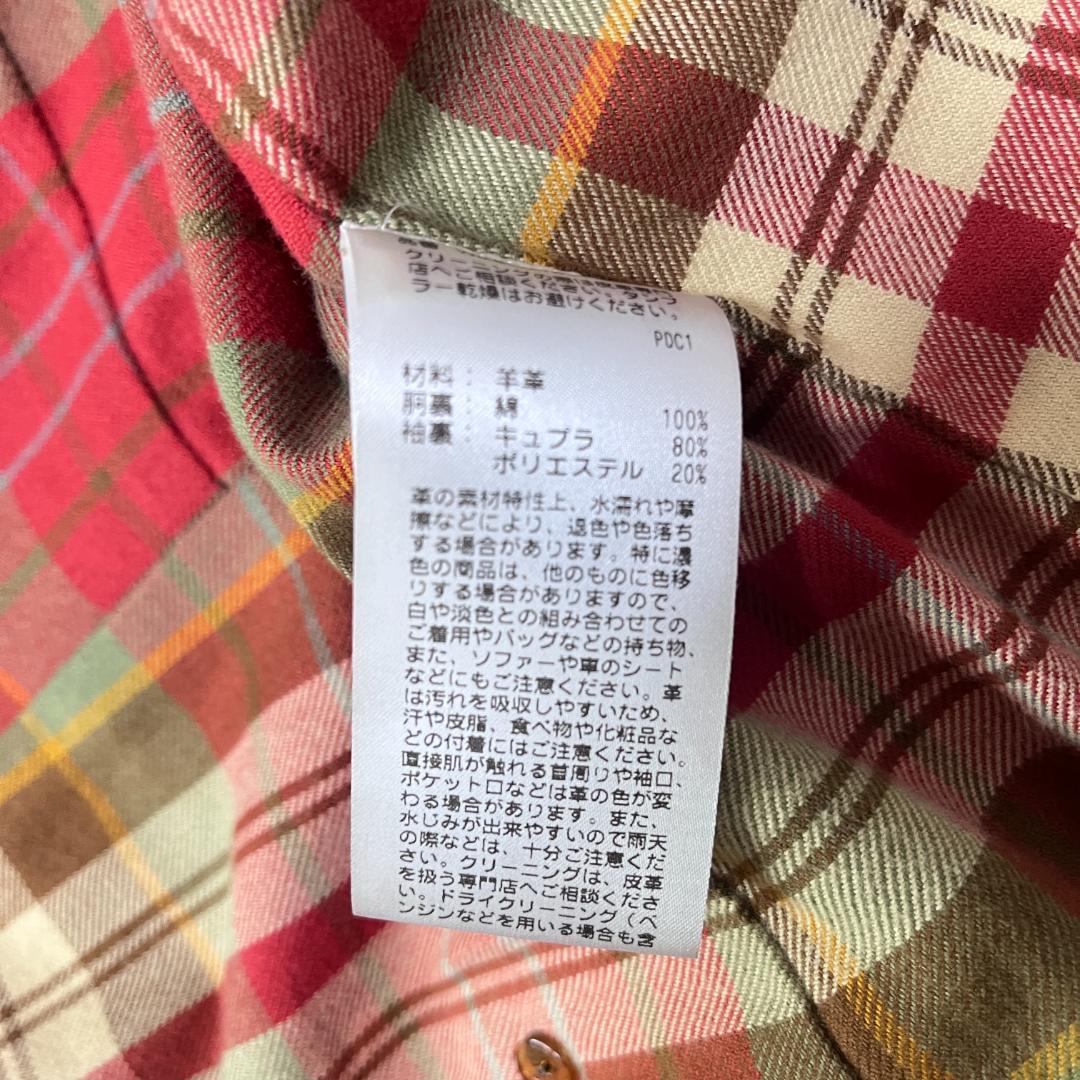 クリーニングの際は
店へご相談ください。タンブ
ラー乾燥はお避けください。
PDC1
材料： 羊革
胴裏： 綿 100%
袖裏： キュプラ 80%
ポリエステル 20%
革の素材特性上、水濡れや摩
擦などにより、退色や色落ち
する場合があります。特に濃
色の商品は、他のものに色移
りする場合がありますので、
白や淡色との組み合わせての
ご着用やバッグなどの持ち物、
また、ソファーや車のシート
などにもご注意ください。革
は汚れを吸収しやすいため、
汗や皮脂、食べ物や化粧品な
どの付着にはご注意ください。
直接肌が触れる首周りや袖口、
ポケット口などは革の色が変
わる場合があります。また、
水じみが出来やすいので雨天
の際などは、十分ご注意くだ
さい。クリーニングは、皮革
を扱う専門店へご相談くださ
い。ドライクリーニング（ベ
ンジンなどを用いる場合も含